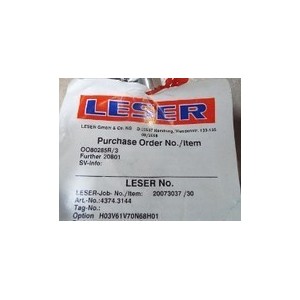 LESER
LESER GmbH & Co. KG
Purchase Order No./Item
OO80285R/3
Further 20801
SV-Info:
LESER No.
LESER-Job- No./Item: 20073037 /30
Art.-No.: 4374.3144
Tag-No.:
Option H03V61V70N68H01